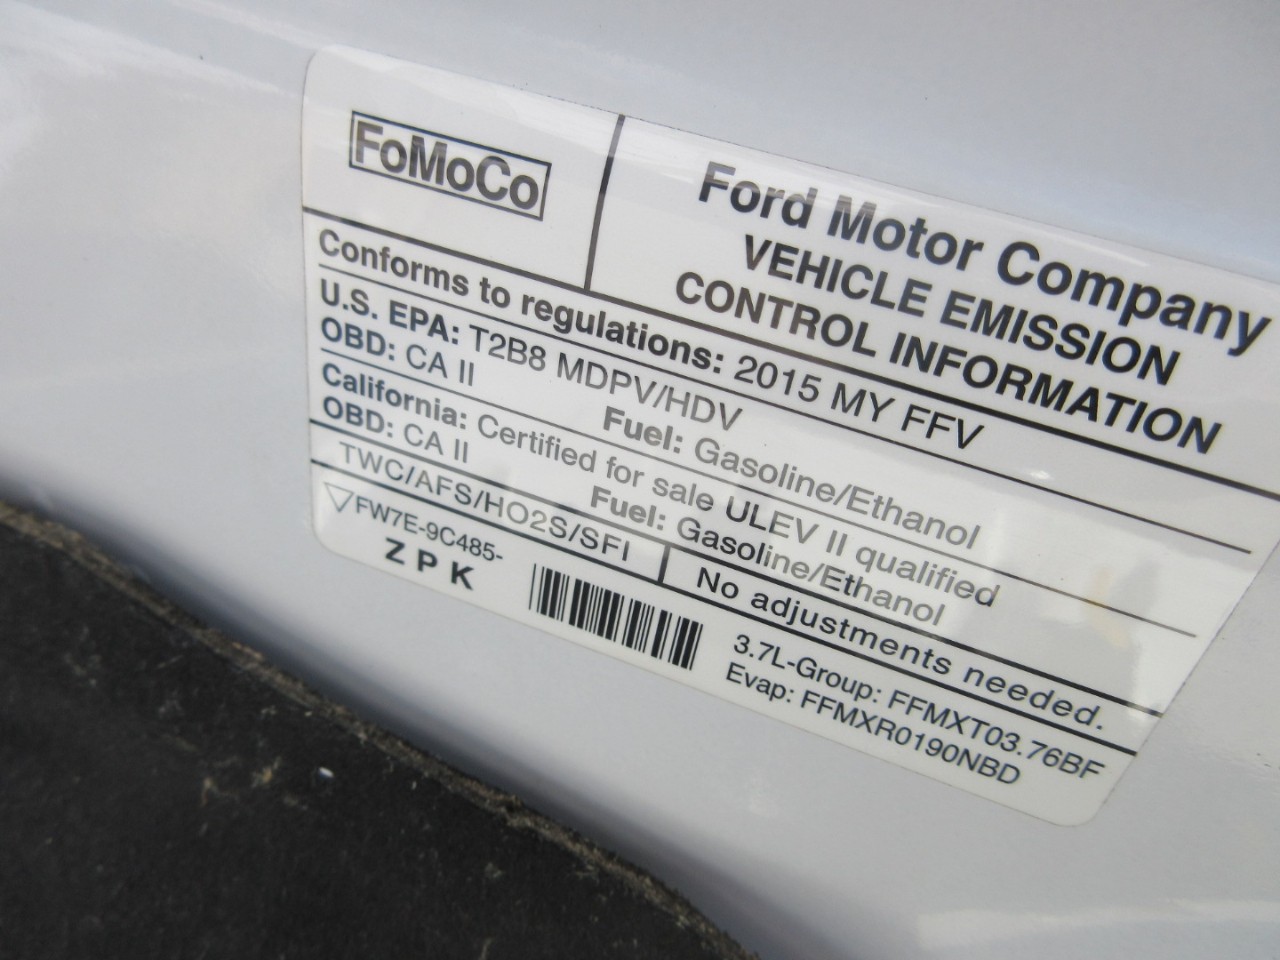 FoMoCo
Ford Motor Company
VEHICLE EMISSION
CONTROL INFORMATION
Conforms to regulations: 2015 MY FFV
U.S. EPA: T2B8 MDPV/HDV
OBD: CA II Fuel: Gasoline/Ethanol
California: Certified for sale ULEV II qualified
OBD: CA II Fuel: Gasoline/Ethanol
TWC/AFS/HO2S/SFI No adjustments needed.
FW7E-9C485-
ZPK
3.7L-Group: FFMXT03.76BF
Evap: FFMXR0190NBD